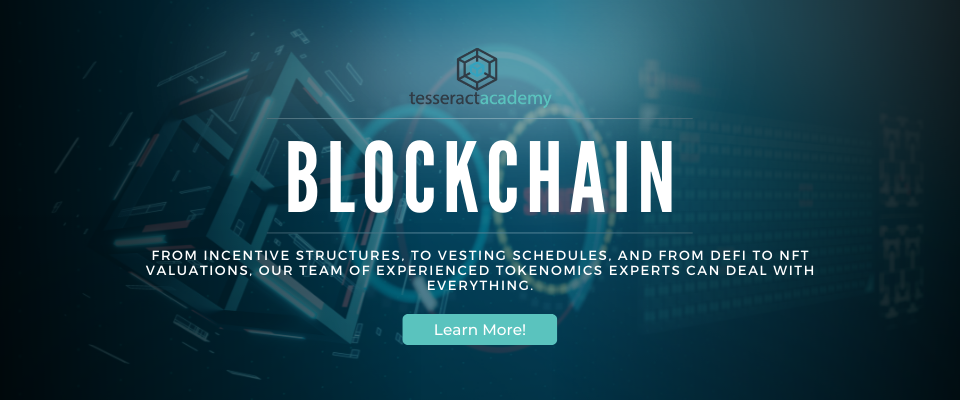 tesseractacademy
BLOCKCHAIN
FROM INCENTIVE STRUCTURES, TO VESTING SCHEDULES, AND FROM DEFI TO NFT
VALUATIONS, OUR TEAM OF EXPERIENCED TOKENOMICS EXPERTS CAN DEAL WITH
EVERYTHING.
Learn More!